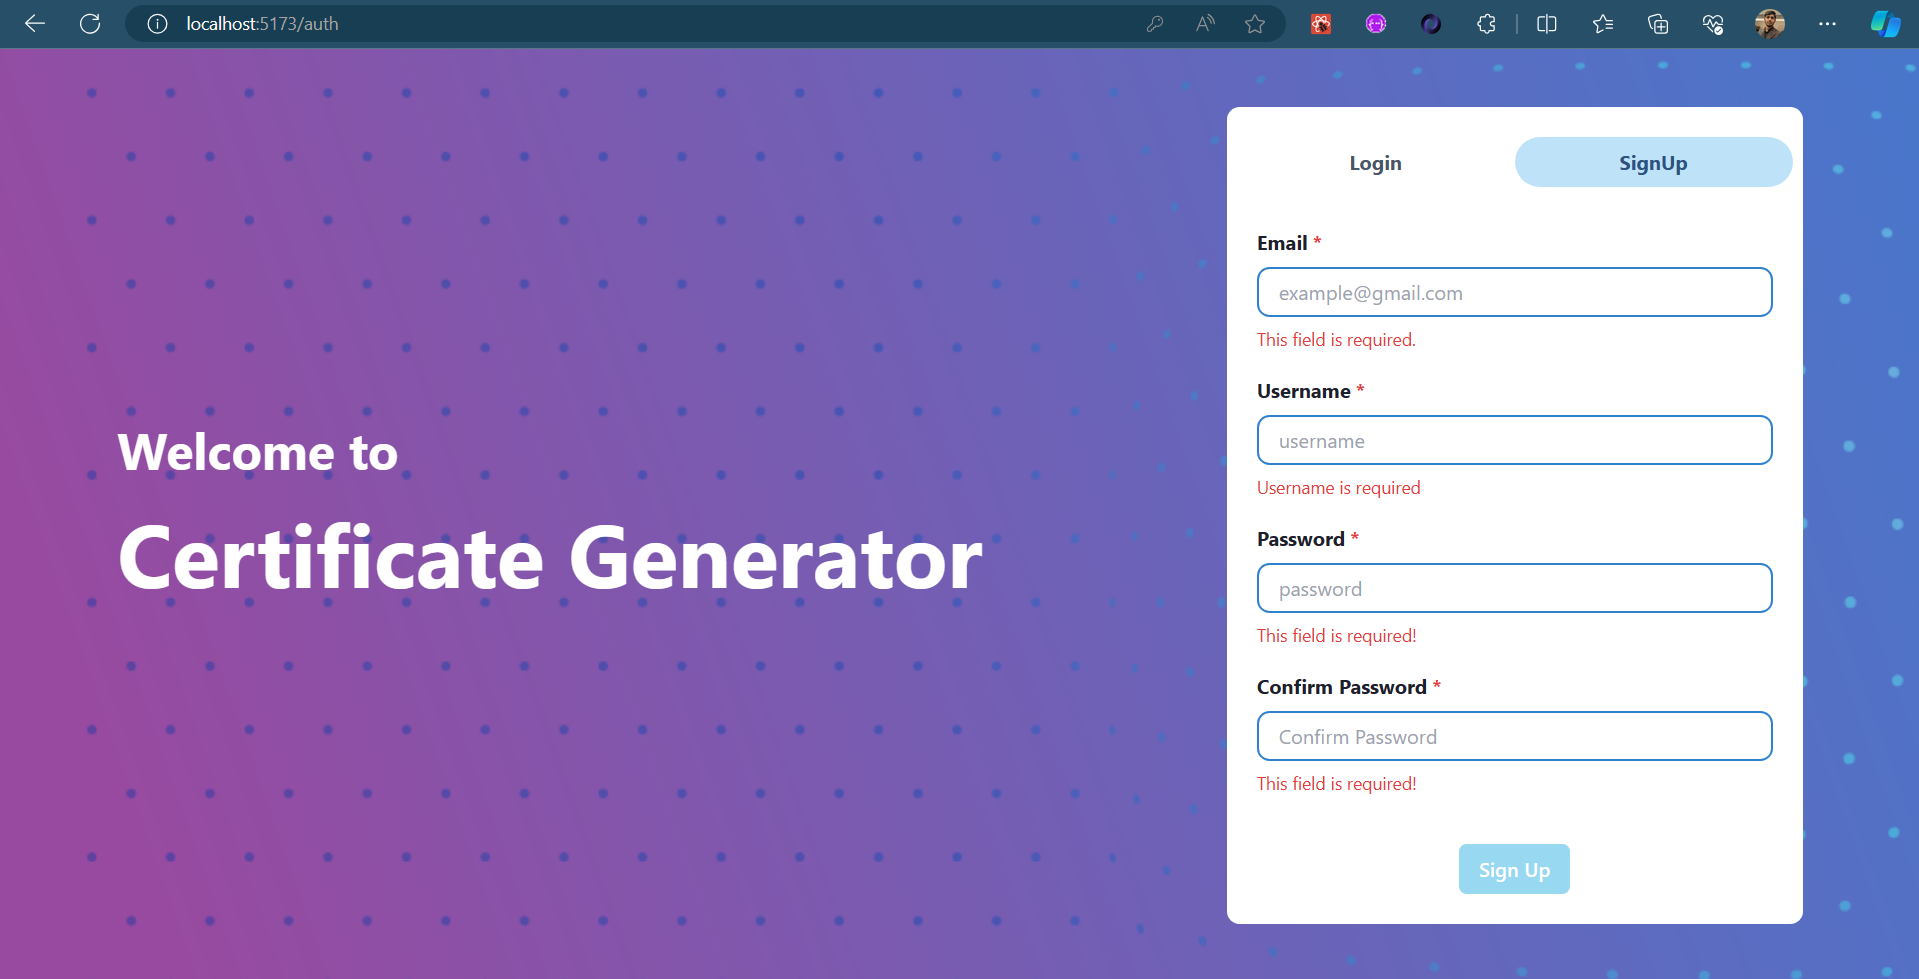 localhost:5173/auth
Welcome to
Certificate Generator
Login
SignUp
Email *
example@gmail.com
This field is required.
Username *
username
Username is required
Password *
password
This field is required!
Confirm Password *
Confirm Password
This field is required!
Sign Up